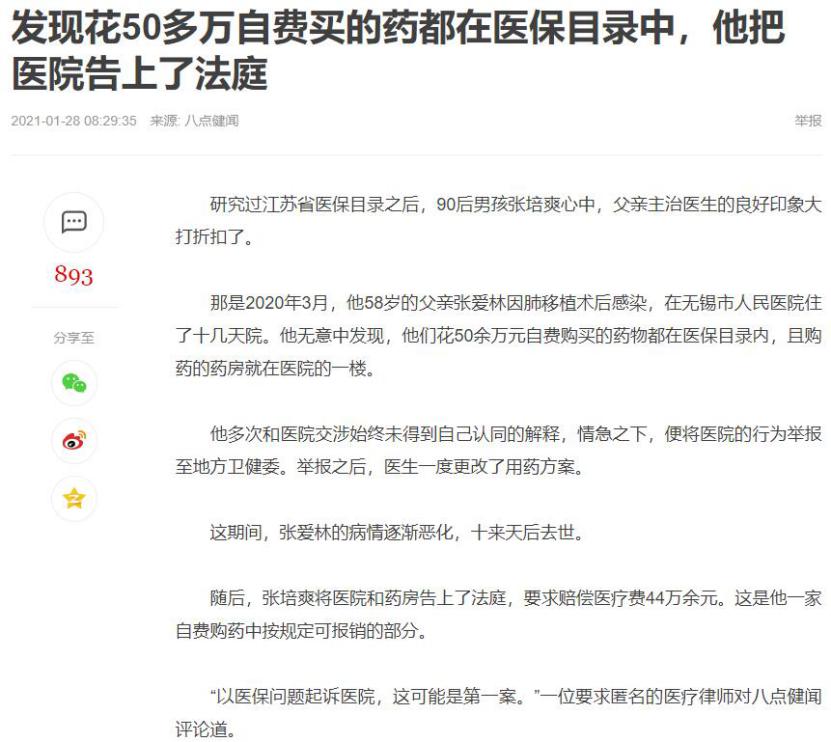 发现花50多万自费买的药都在医保目录中，他把
医院告上了法庭
2021-01-28 08:29:35 来源: 八点健闻
举报
893
分享至
研究过江苏省医保目录之后，90后男孩张培爽心中，父亲主治医生的良好印象大
打折扣了。
那是2020年3月，他58岁的父亲张爱林因肺移植术后感染，在无锡市人民医院住
了十几天院。他无意中发现，他们花50余万元自费购买的药物都在医保目录内，且购
药的药房就在医院的一楼。
他多次和医院交涉始终未得到自己认同的解释，情急之下，便将医院的行为举报
至地方卫健委。举报之后，医生一度更改了用药方案。
这期间，张爱林的病情逐渐恶化，十来天后去世。
随后，张培爽将医院和药房告上了法庭，要求赔偿医疗费44万余元。这是他一家
自费购药中按规定可报销的部分。
“以医保问题起诉医院，这可能是第一案。”一位要求匿名的医疗律师对八点健闻
评论道。